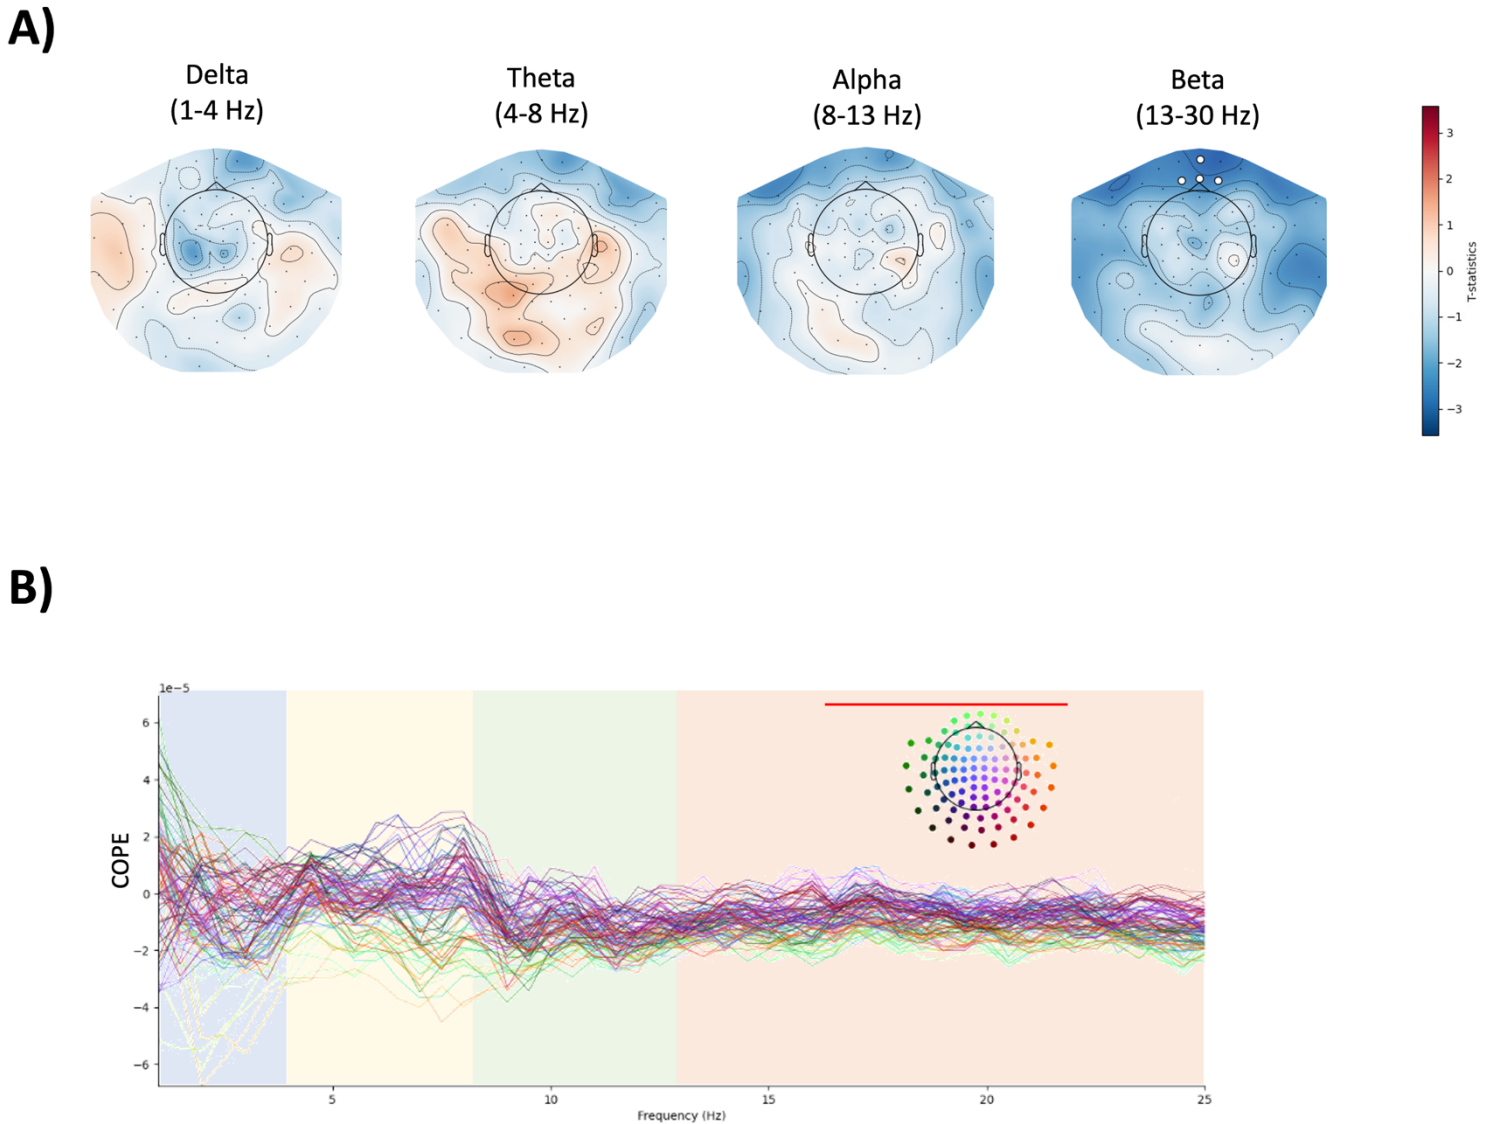 A)
Delta
(1-4 Hz)
Theta
(4-8 Hz)
Alpha
(8-13 Hz)
Beta
(13-30 Hz)
3
2
1
0
−1
−2
−3
T-statistics
B)
1e−5
6
4
2
0
−2
−4
−6
COPE
5
10
15
20
25
Frequency (Hz)